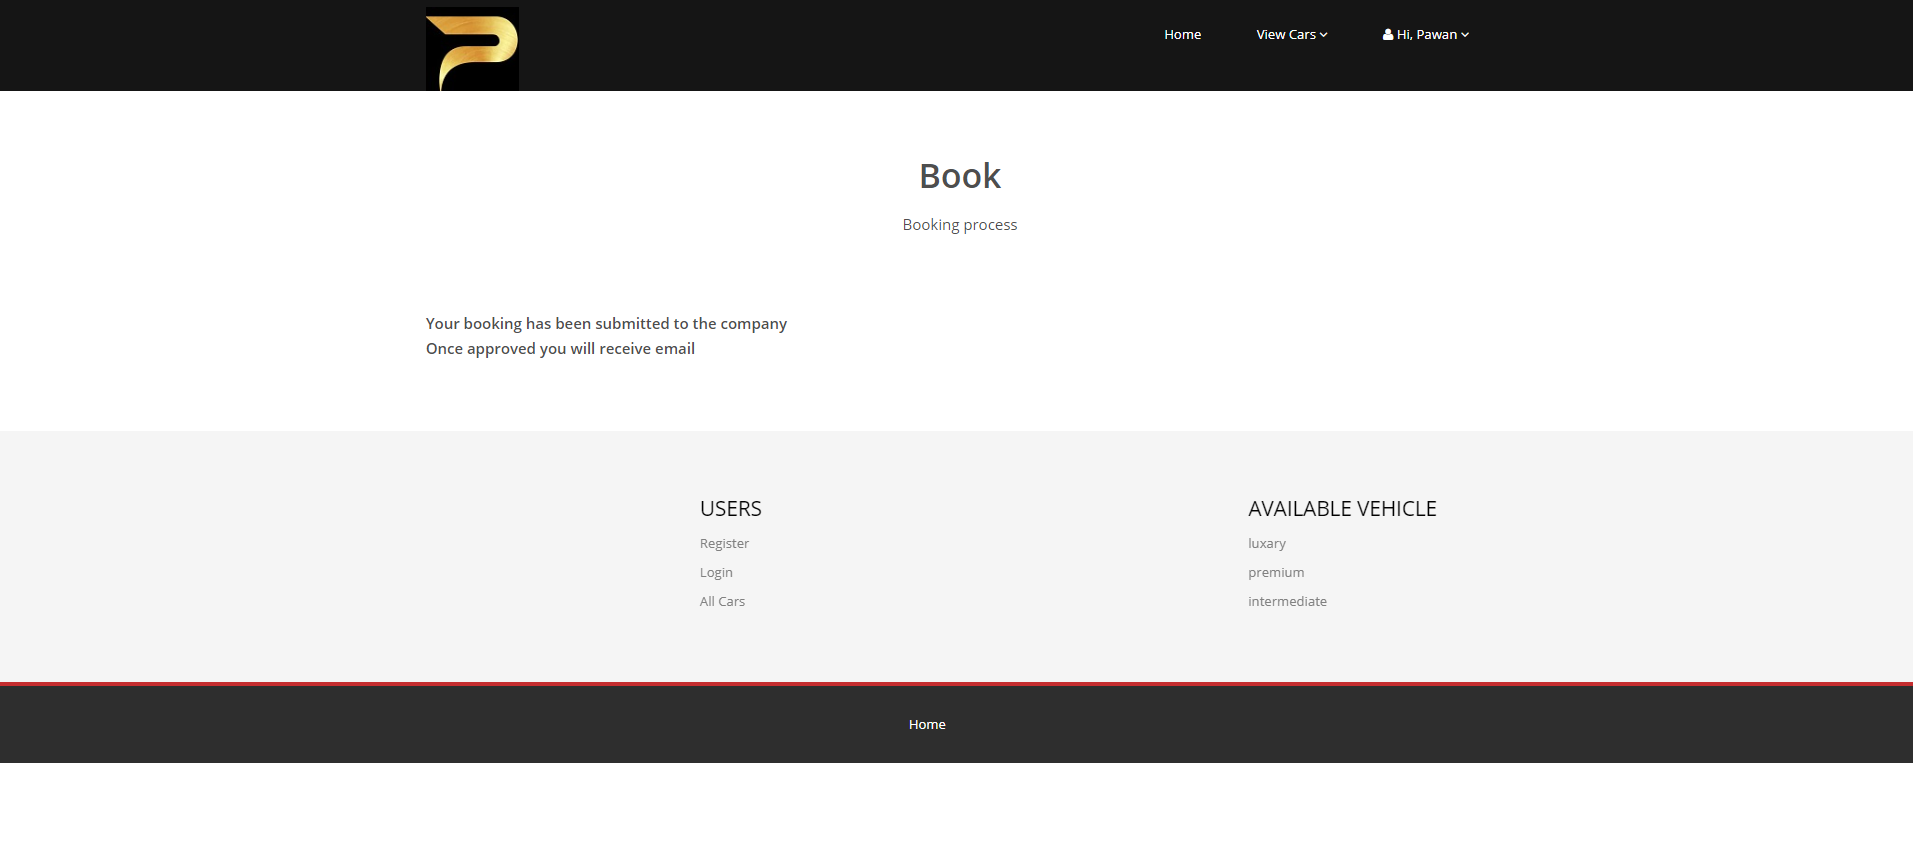 Home View Cars Hi, Pawan
Book
Booking process
Your booking has been submitted to the company
Once approved you will receive email
USERS
Register
Login
All Cars
AVAILABLE VEHICLE
luxary
premium
intermediate
Home